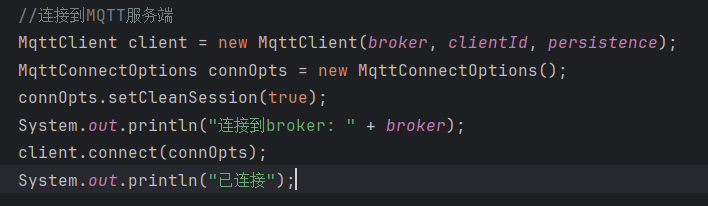 //连接到MQTT服务端
MqttClient client = new MqttClient(broker, clientId, persistence);
MqttConnectOptions connOpts = new MqttConnectOptions();
connOpts.setCleanSession(true);
System.out.println("连接到broker: " + broker);
client.connect(connOpts);
System.out.println("已连接");